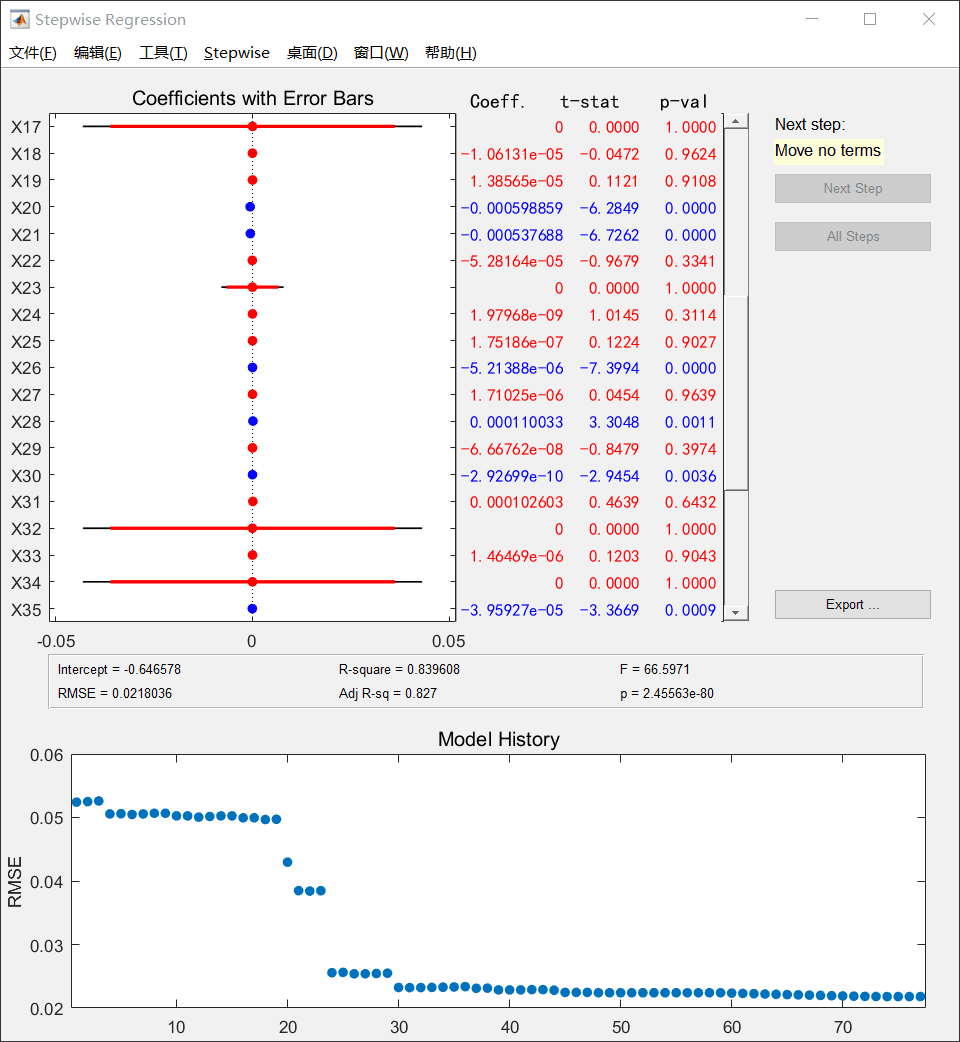 Stepwise Regression
文件(F) 编辑(E) 工具(T) Stepwise 桌面(D) 窗口(W) 帮助(H)
Coefficients with Error Bars Coeff. t-stat p-val
X17 0 0.0000 1.0000
X18 -1.06131e-05 -0.0472 0.9624
X19 1.38565e-05 0.1121 0.9108
X20 -0.000598859 -6.2849 0.0000
X21 -0.000537688 -6.7262 0.0000
X22 -5.28164e-05 -0.9679 0.3341
X23 0 0.0000 1.0000
X24 1.97968e-09 1.0145 0.3114
X25 1.75186e-07 0.1224 0.9027
X26 -5.21388e-06 -7.3994 0.0000
X27 1.71025e-06 0.0454 0.9639
X28 0.000110033 3.3048 0.0011
X29 -6.66762e-08 -0.8479 0.3974
X30 -2.92699e-10 -2.9454 0.0036
X31 0.000102603 0.4639 0.6432
X32 0 0.0000 1.0000
X33 1.46469e-06 0.1203 0.9043
X34 0 0.0000 1.0000
X35 -3.95927e-05 -3.3669 0.0009
-0.05 0 0.05
Next step:
Move no terms
Next Step
All Steps
Export ...
Intercept = -0.646578 R-square = 0.839608 F = 66.5971
RMSE = 0.0218036 Adj R-sq = 0.827 p = 2.45563e-80
Model History
RMSE
0.06
0.05
0.04
0.03
0.02
10 20 30 40 50 60 70